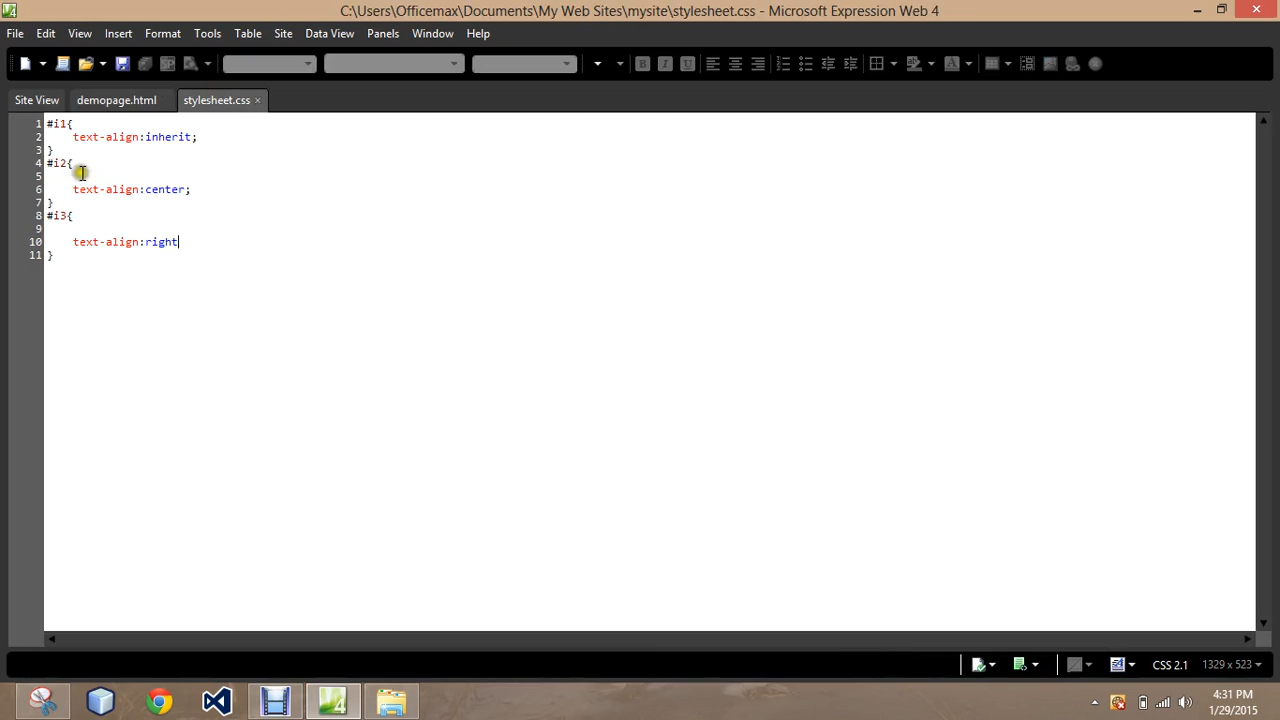 C:\Users\Officemax\Documents\My Web Sites\mysite\stylesheet.css - Microsoft Expression Web 4
File Edit View Insert Format Tools Table Site Data View Panels Window Help
Site View demopage.html stylesheet.css ×
1 #i1{
2 text-align:inherit;
3 }
4 #i2{
5
6 text-align:center;
7 }
8 #i3{
9
10 text-align:right
11 }
CSS 2.1 1329 x 523
4:31 PM
1/29/2015